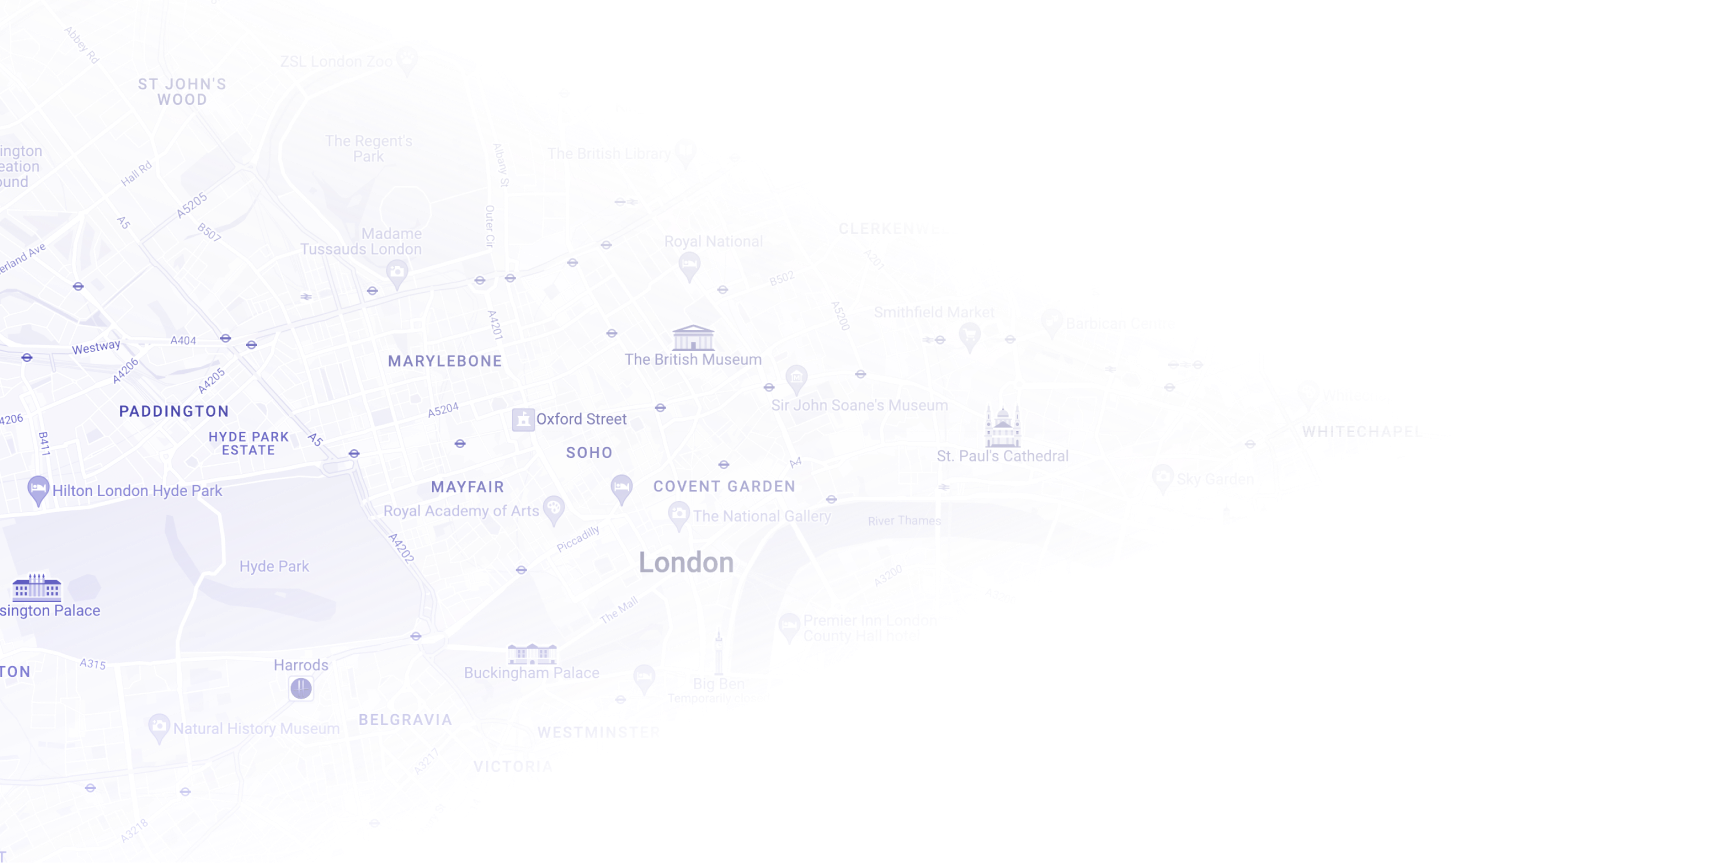 Abbey Rd
ZSL London Zoo
ST JOHN'S
WOOD
The Regent's
Park
Albany St
The British Library
ington
eation
ound
Hall Rd
A5205
A5
B507
Outer Cir
Madame
Tussauds London
Royal National
CLERKENWE
A201
erland Ave
B502
A5200
Smithfield Market
Barbican Centre
A4201
Westway
A404
A4206
A4205
MARYLEBONE
The British Museum
Sir John Soane's Museum
PADDINGTON
A5204
Oxford Street
4206
B411
HYDE PARK
ESTATE
A5
SOHO
St. Paul's Cathedral
WHITECHAPEL
A4
Hilton London Hyde Park
MAYFAIR
COVENT GARDEN
Sky Garden
Royal Academy of Arts
The National Gallery
River Thames
Piccadilly
A4202
London
Hyde Park
A3200
sington Palace
The Mall
Premier Inn London
County Hall hotel
A315
TON
Harrods
Buckingham Palace
Big Ben
Natural History Museum
BELGRAVIA
WESTMINSTER
VICTORIA
A3217
A3218
T